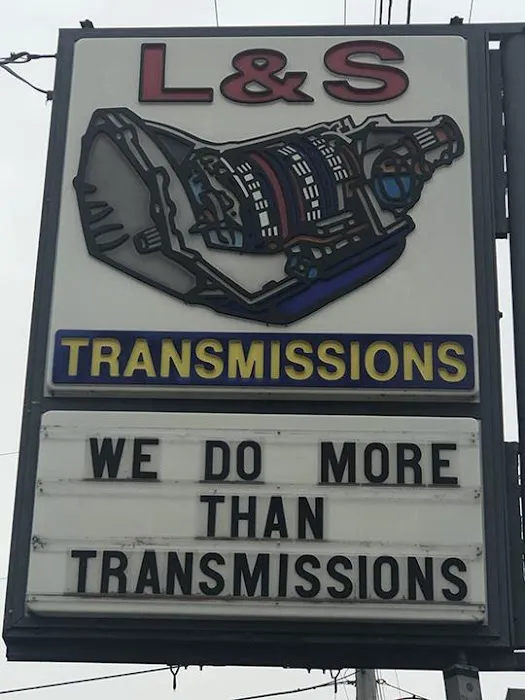 L&S
TRANSMISSIONS
WE DO MORE
THAN
TRANSMISSIONS